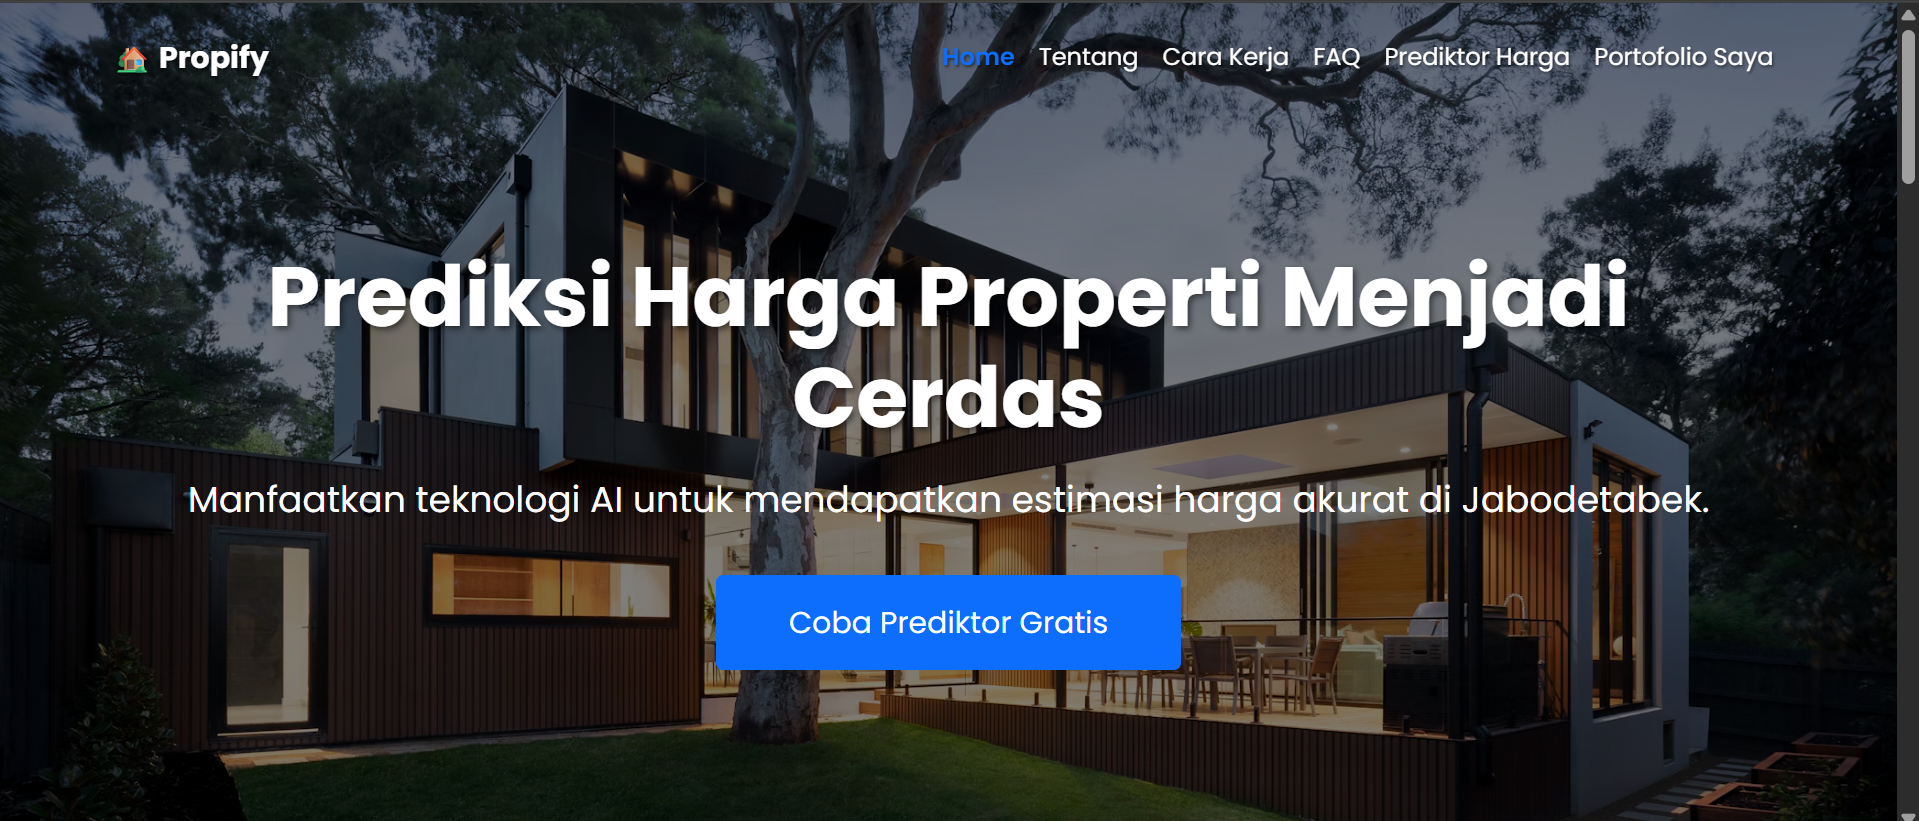 Propify
Home Tentang Cara Kerja FAQ Prediktor Harga Portofolio Saya
Prediksi Harga Properti Menjadi
Cerdas
Manfaatkan teknologi AI untuk mendapatkan estimasi harga akurat di Jabodetabek.
Coba Prediktor Gratis